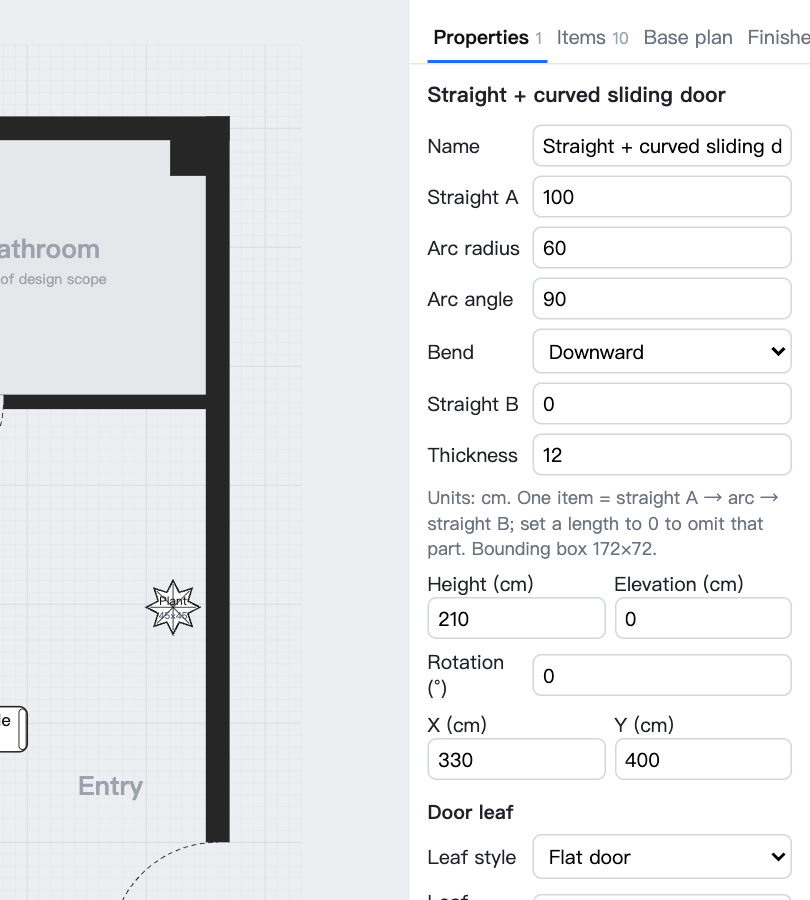 Properties 1 Items 10 Base plan Finishe
Straight + curved sliding door
Name Straight + curved sliding d
Straight A 100
Arc radius 60
Arc angle 90
Bend Downward
Straight B 0
Thickness 12
Units: cm. One item = straight A → arc →
straight B; set a length to 0 to omit that
part. Bounding box 172×72.
Height (cm) Elevation (cm)
210 0
Rotation
(°) 0
X (cm) Y (cm)
330 400
Door leaf
Leaf style Flat door
athroom
of design scope
Plant
45×45
le
Entry